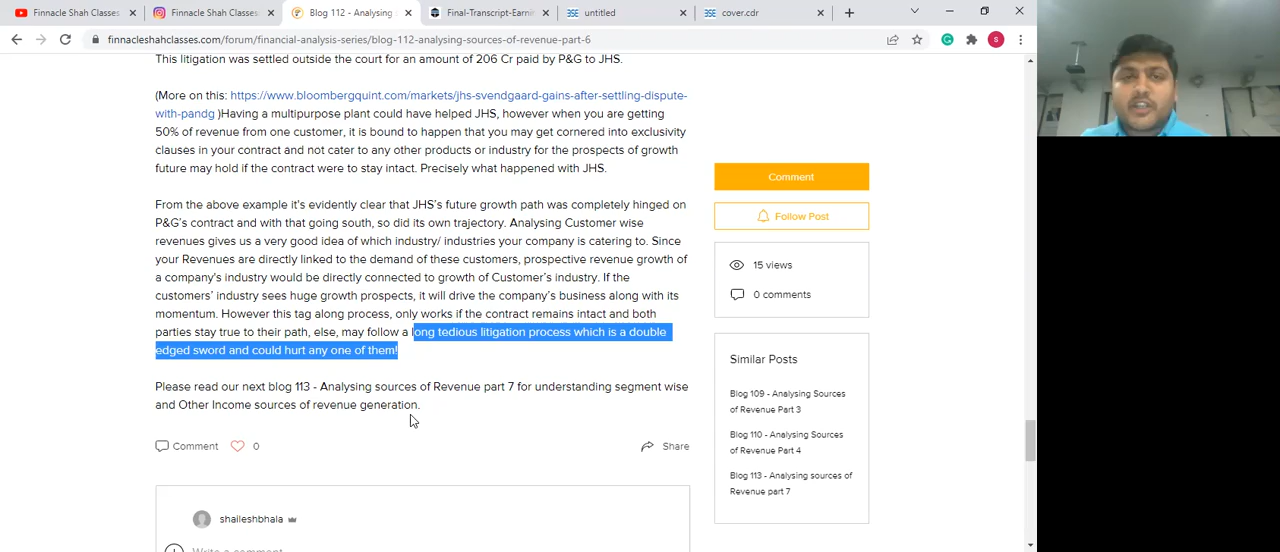 Finnacle Shah Classes
Finnacle Shah Classes
Blog 112 - Analysing
Final-Transcript-Earni
untitled
cover.cdr
finnacleshahclasses.com/forum/financial-analysis-series/blog-112-analysing-sources-of-revenue-part-6
This litigation was settled outside the court for an amount of 206 Cr paid by P&G to JHS.
(More on this: https://www.bloombergquint.com/markets/jhs-svendgaard-gains-after-settling-dispute-
with-pandg )Having a multipurpose plant could have helped JHS, however when you are getting
50% of revenue from one customer, it is bound to happen that you may get cornered into exclusivity
clauses in your contract and not cater to any other products or industry for the prospects of growth
future may hold if the contract were to stay intact. Precisely what happened with JHS.
From the above example it's evidently clear that JHS's future growth path was completely hinged on
P&G's contract and with that going south, so did its own trajectory. Analysing Customer wise
revenues gives us a very good idea of which industry/ industries your company is catering to. Since
your Revenues are directly linked to the demand of these customers, prospective revenue growth of
a company's industry would be directly connected to growth of Customer's industry. If the
customers' industry sees huge growth prospects, it will drive the company's business along with its
momentum. However this tag along process, only works if the contract remains intact and both
parties stay true to their path, else, may follow a long tedious litigation process which is a double
edged sword and could hurt any one of them!
Please read our next blog 113 - Analysing sources of Revenue part 7 for understanding segment wise
and Other Income sources of revenue generation.
Comment
0
Share
shaileshbhala
Write a comment
Comment
Follow Post
15 views
0 comments
Similar Posts
Blog 109 - Analysing Sources
of Revenue Part 3
Blog 110 - Analysing Sources
of Revenue Part 4
Blog 113 - Analysing sources of
Revenue part 7